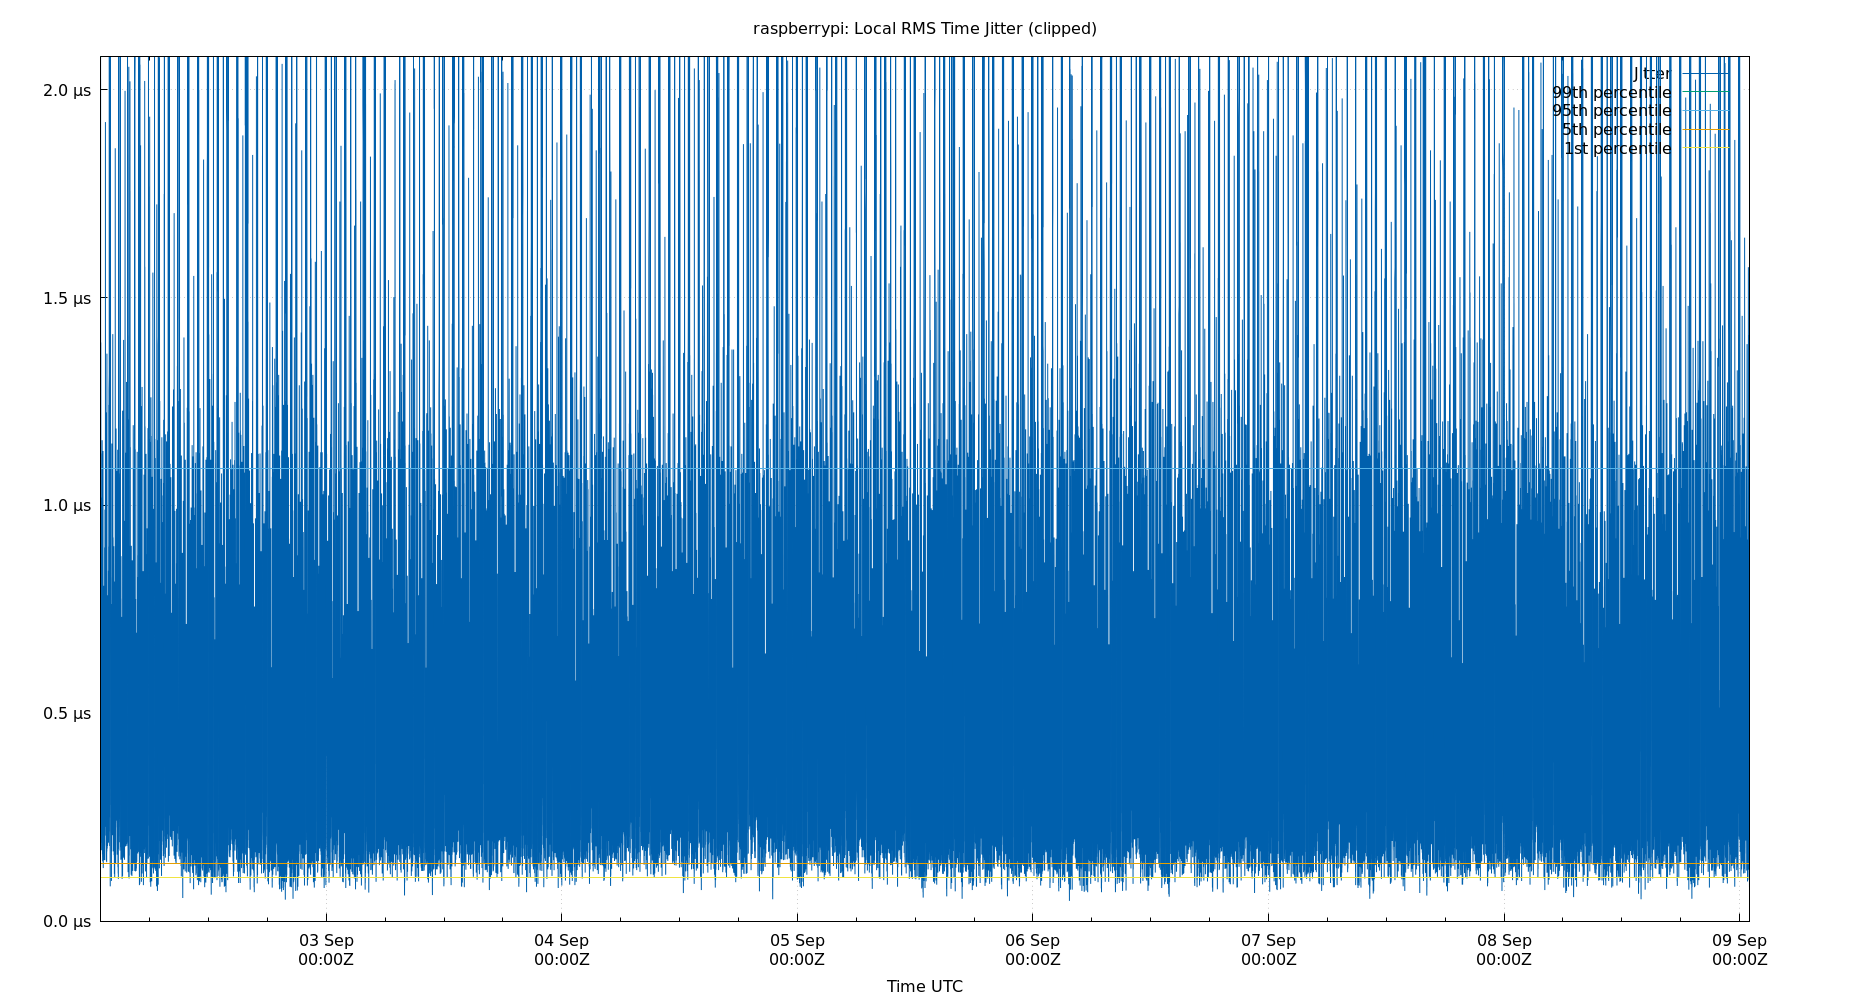 raspberrypi: Local RMS Time Jitter (clipped)
2.0 μs
1.5 μs
1.0 μs
0.5 μs
0.0 μs
Jitter
99th percentile
95th percentile
5th percentile
1st percentile
03 Sep
00:00Z
04 Sep
00:00Z
05 Sep
00:00Z
06 Sep
00:00Z
07 Sep
00:00Z
08 Sep
00:00Z
09 Sep
00:00Z
Time UTC